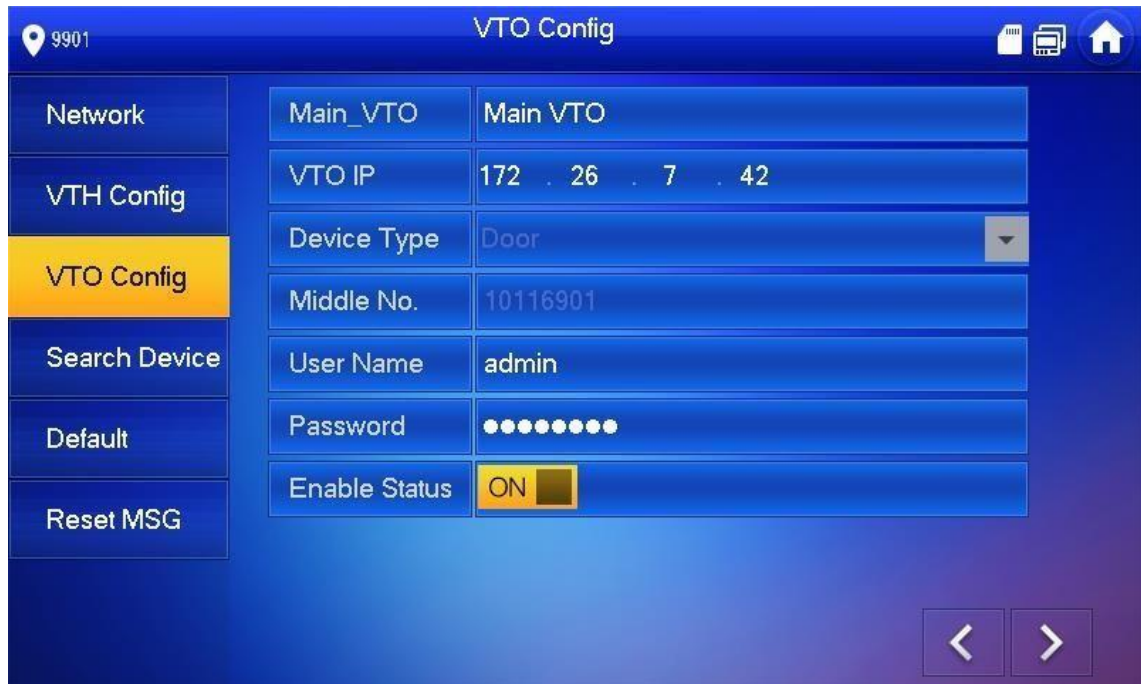 9901
VTO Config
Network
VTH Config
VTO Config
Search Device
Default
Reset MSG
Main_VTO Main VTO
VTO IP 172 . 26 . 7 . 42
Device Type Door
Middle No. 10116901
User Name admin
Password ●●●●●●●●
Enable Status ON